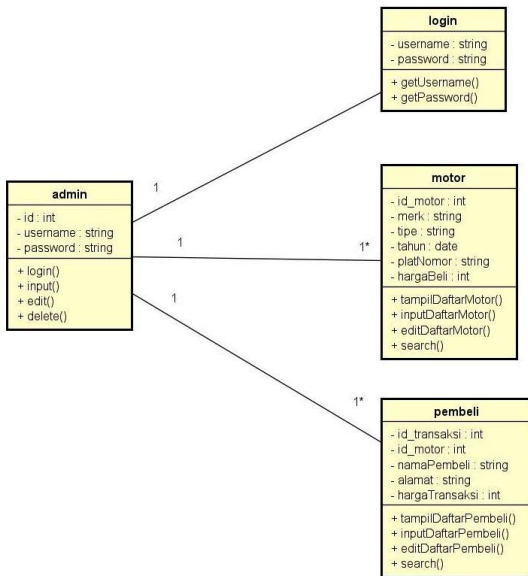 login
- username : string
- password : string
+ getUsername()
+ getPassword()
1
admin
- id : int
- username : string
- password : string
+ login()
+ input()
+ edit()
+ delete()
1
1*
motor
- id_motor : int
- merk : string
- tipe : string
- tahun : date
- platNomor : string
- hargaBeli : int
+ tampilDaftarMotor()
+ inputDaftarMotor()
+ editDaftarMotor()
+ search()
1
1*
pembeli
- id_transaksi : int
- id_motor : int
- namaPembeli : string
- alamat : string
- hargaTransaksi : int
+ tampilDaftarPembeli()
+ inputDaftarPembeli()
+ editDaftarPembeli()
+ search()